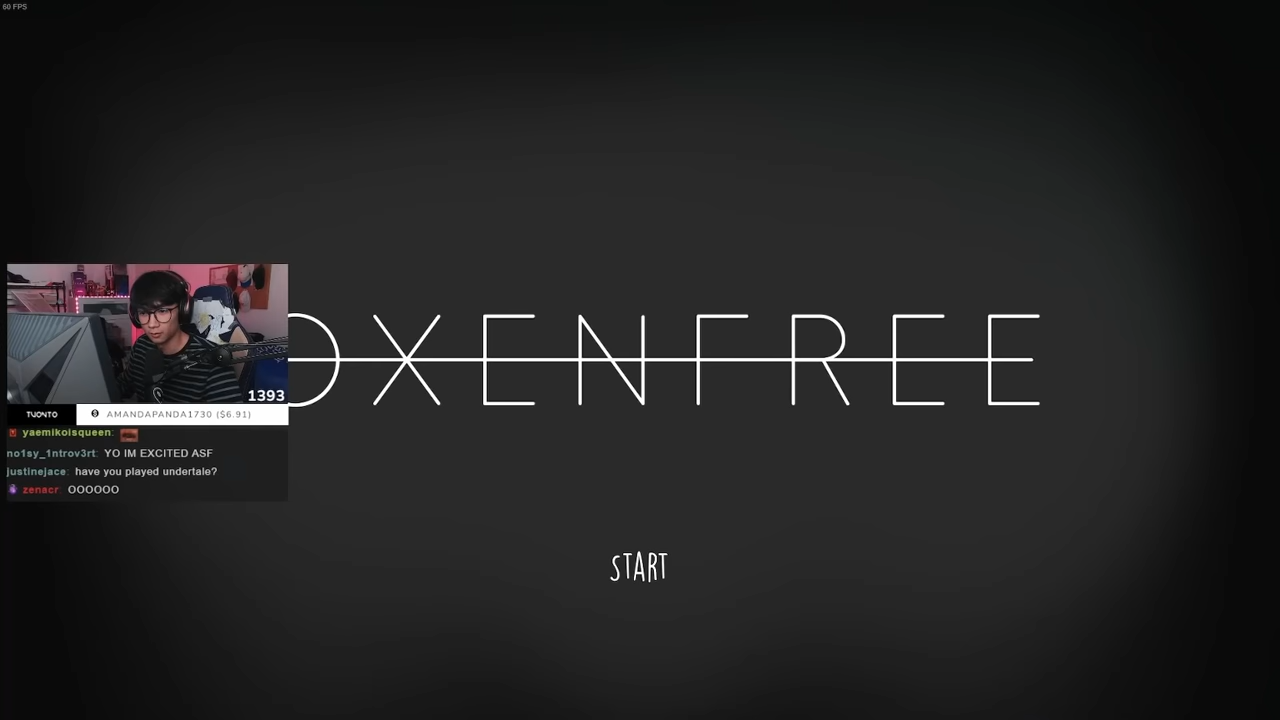 60 FPS
OXENFREE
1393
TUONTO
AMANDAPANDA1730 ($6.91)
yaemikoisqueen:
no1sy_1ntrov3rt: YO IM EXCITED ASF
justinejace: have you played undertale?
zenacr: OOOOOO
START